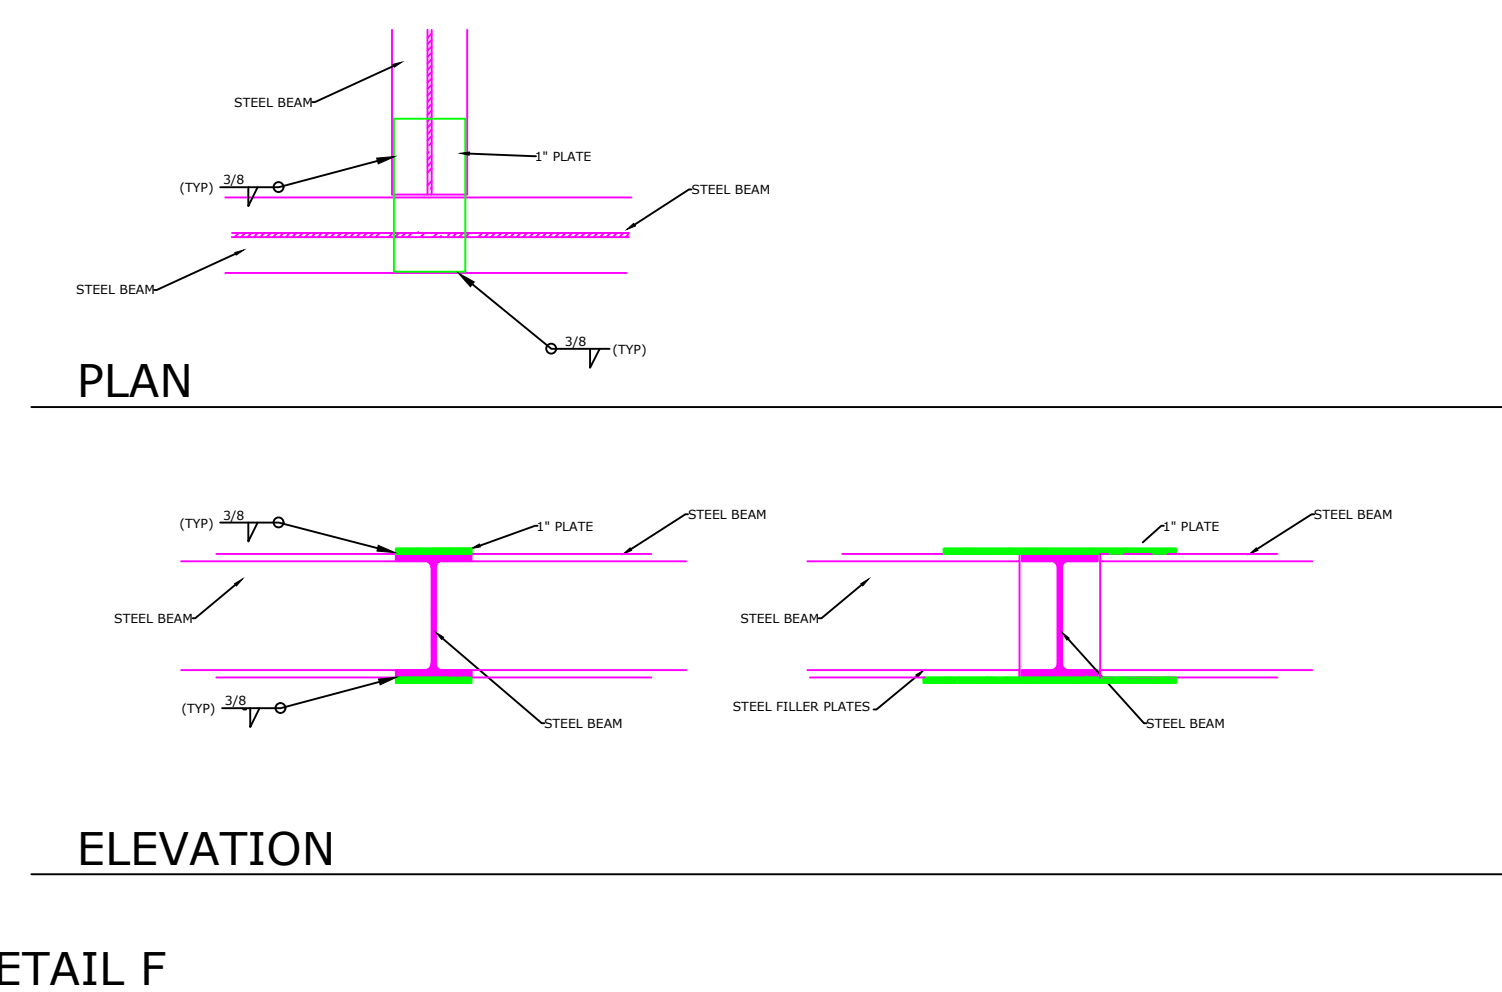 STEEL BEAM
1" PLATE
3/8
(TYP)
STEEL BEAM
STEEL BEAM
3/8
(TYP)
PLAN
3/8
(TYP)
1" PLATE
STEEL BEAM
1" PLATE
STEEL BEAM
STEEL BEAM
STEEL BEAM
3/8
(TYP)
STEEL BEAM
STEEL FILLER PLATES
STEEL BEAM
ELEVATION
ETAIL F